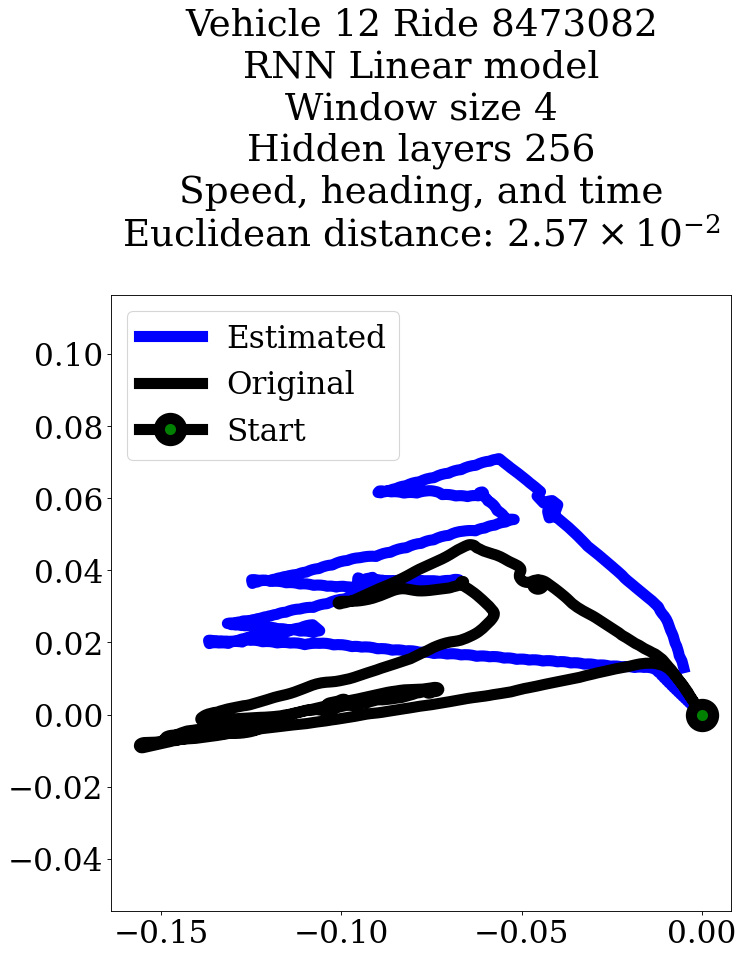 Vehicle 12 Ride 8473082
RNN Linear model
Window size 4
Hidden layers 256
Speed, heading, and time
Euclidean distance: 2.57 × 10⁻²
Estimated
Original
Start
0.10
0.08
0.06
0.04
0.02
0.00
−0.02
−0.04
−0.15 −0.10 −0.05 0.00